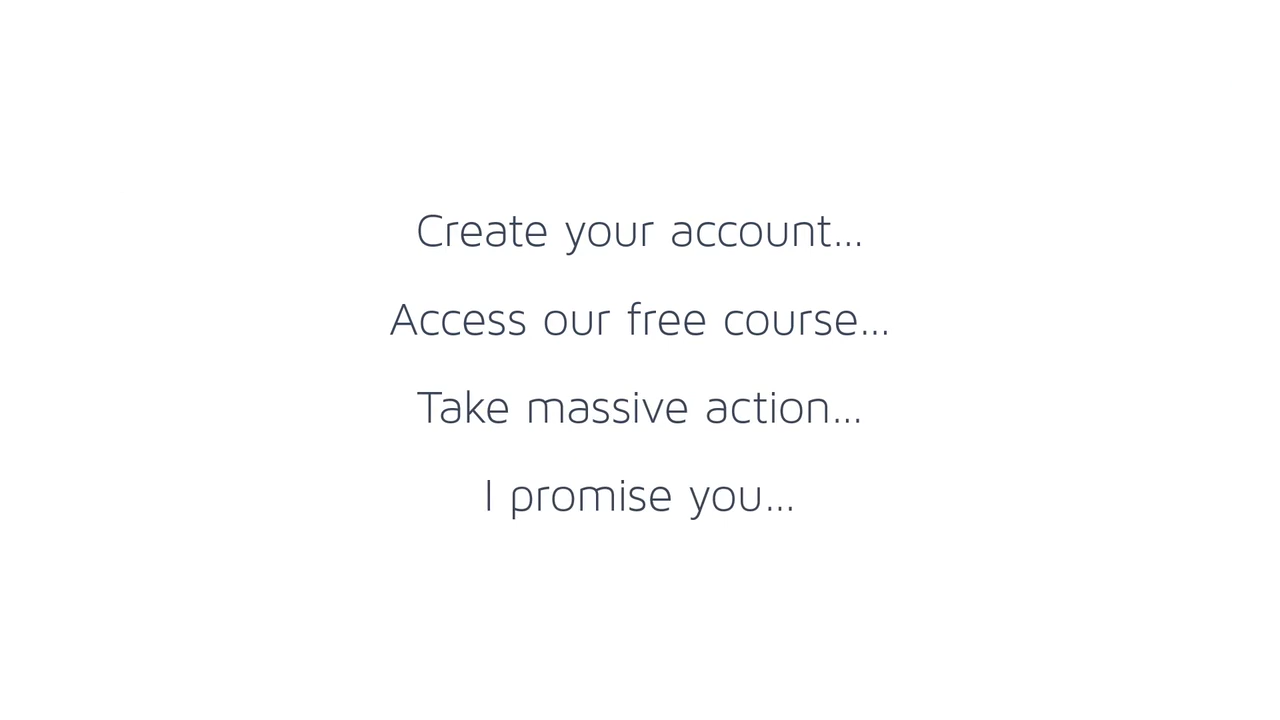 Create your account...
Access our free course...
Take massive action...
I promise you...